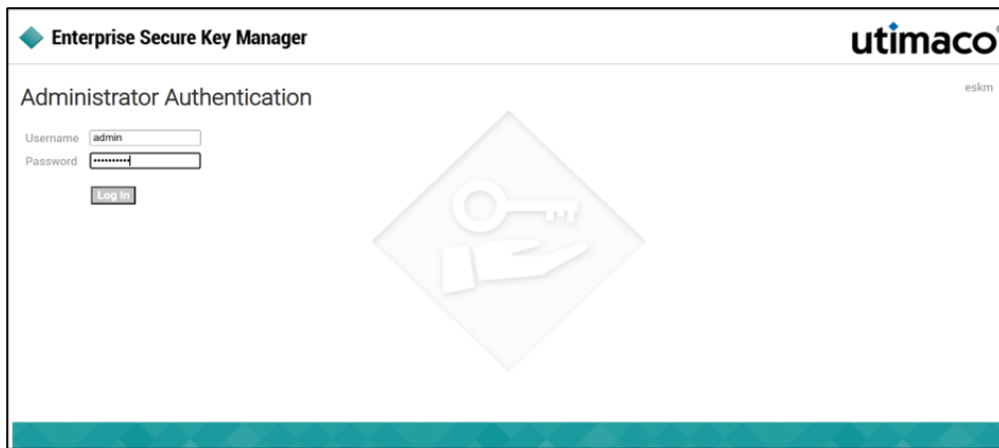 Enterprise Secure Key Manager
utimaco®
eskm
Administrator Authentication
Username admin
Password ••••••••••
Log In